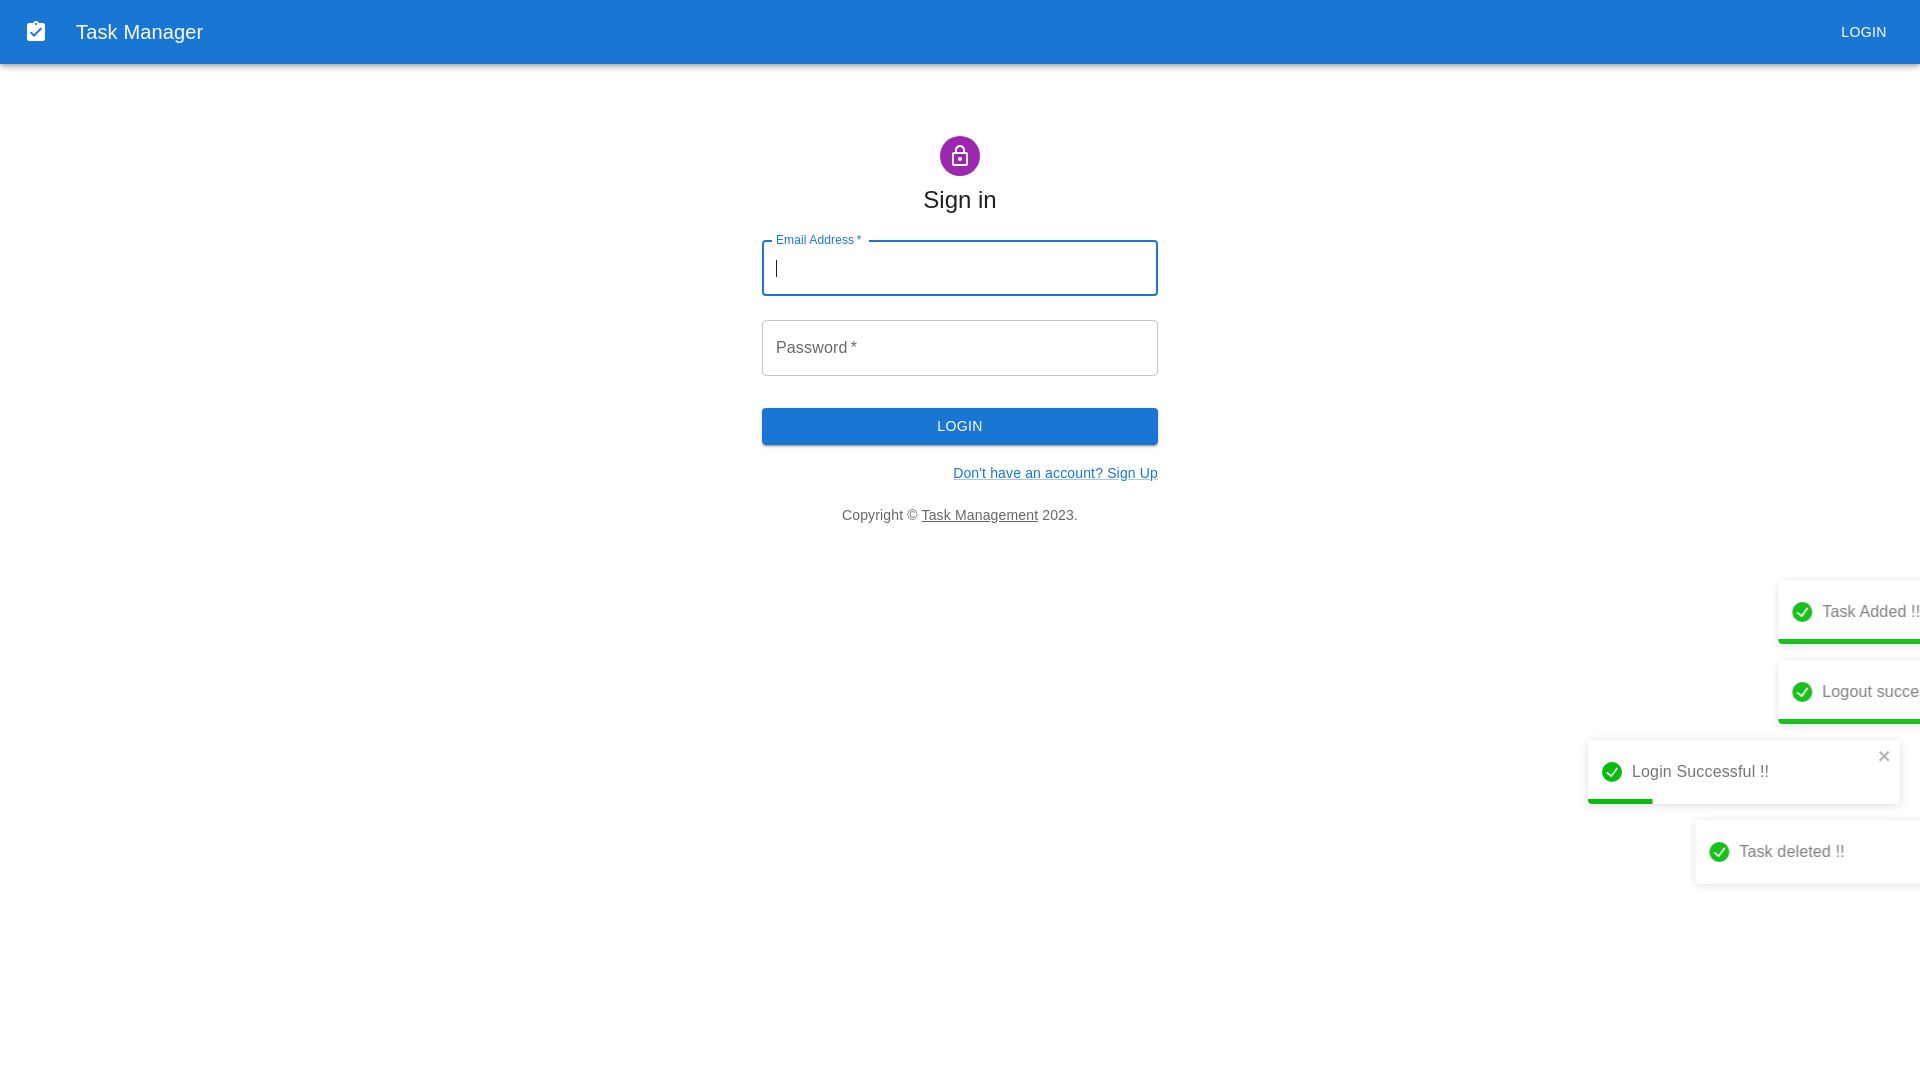 Task Manager
LOGIN
Sign in
Email Address *
Password *
LOGIN
Don't have an account? Sign Up
Copyright © Task Management 2023.
Task Added !!
Logout succe
Login Successful !!
Task deleted !!